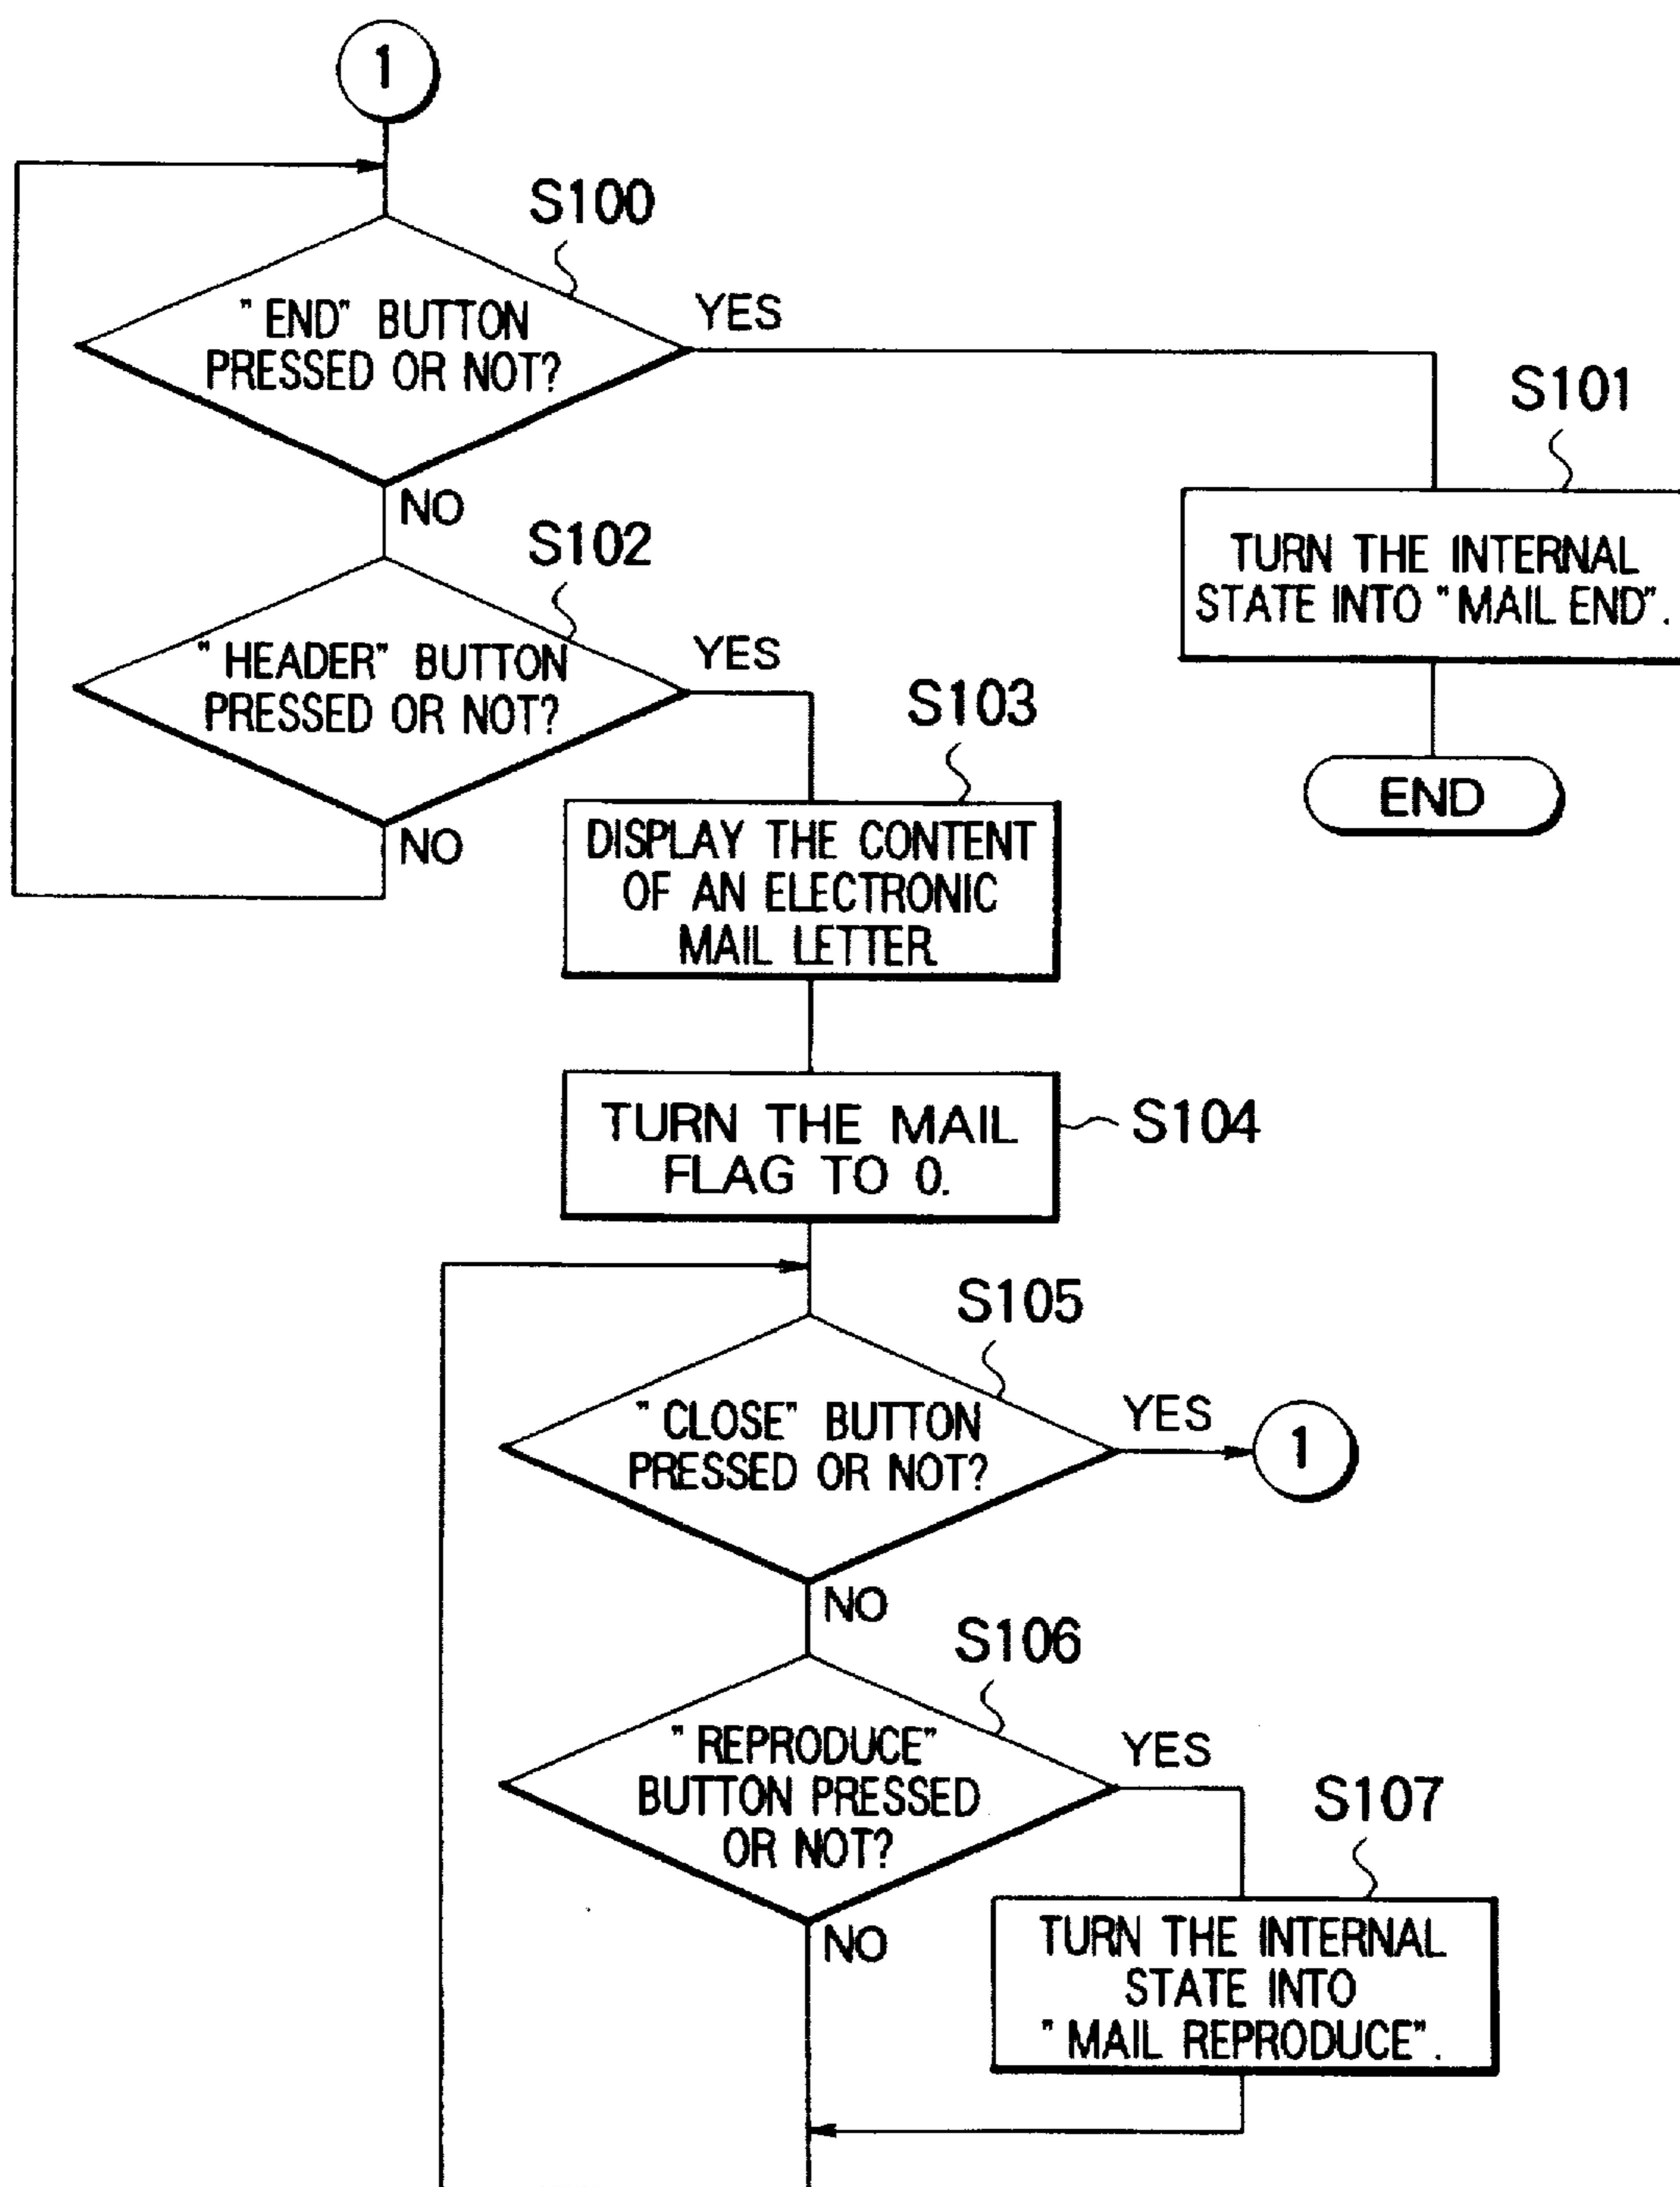 1
S100
" END" BUTTON
PRESSED OR NOT?
YES
NO
S101
TURN THE INTERNAL
STATE INTO "MAIL END".
END
S102
" HEADER" BUTTON
PRESSED OR NOT?
YES
NO
S103
DISPLAY THE CONTENT
OF AN ELECTRONIC
MAIL LETTER
TURN THE MAIL
FLAG TO 0.
S104
S105
" CLOSE" BUTTON
PRESSED OR NOT?
YES
1
NO
S106
" REPRODUCE"
BUTTON PRESSED
OR NOT?
YES
NO
S107
TURN THE INTERNAL
STATE INTO
" MAIL REPRODUCE".